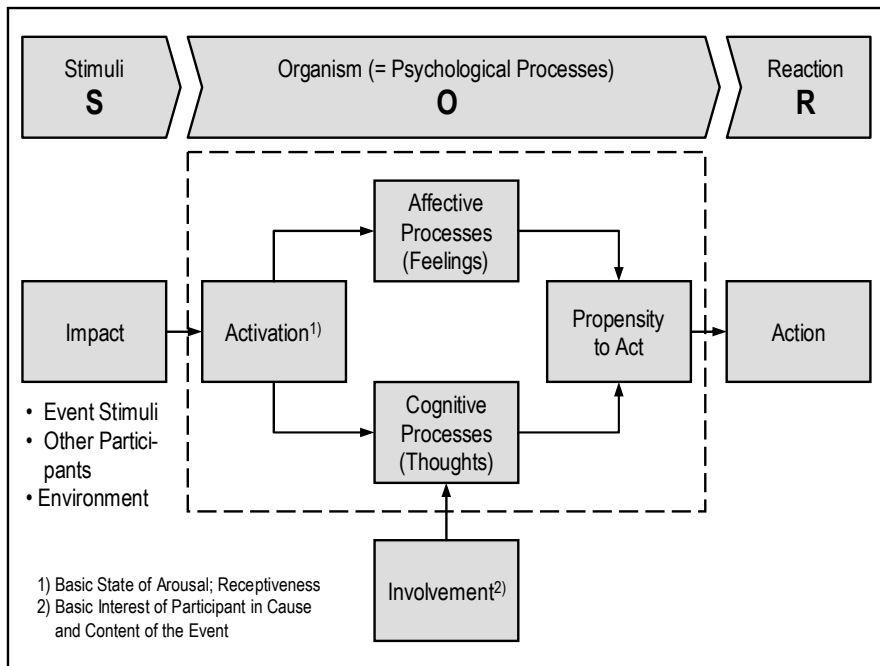 Stimuli
S
Organism (= Psychological Processes)
O
Reaction
R
Affective
Processes
(Feelings)
Impact
Activation1)
Propensity
to Act
Action
• Event Stimuli
• Other Partici-
pants
• Environment
Cognitive
Processes
(Thoughts)
Involvement2)
1) Basic State of Arousal; Receptiveness
2) Basic Interest of Participant in Cause
and Content of the Event